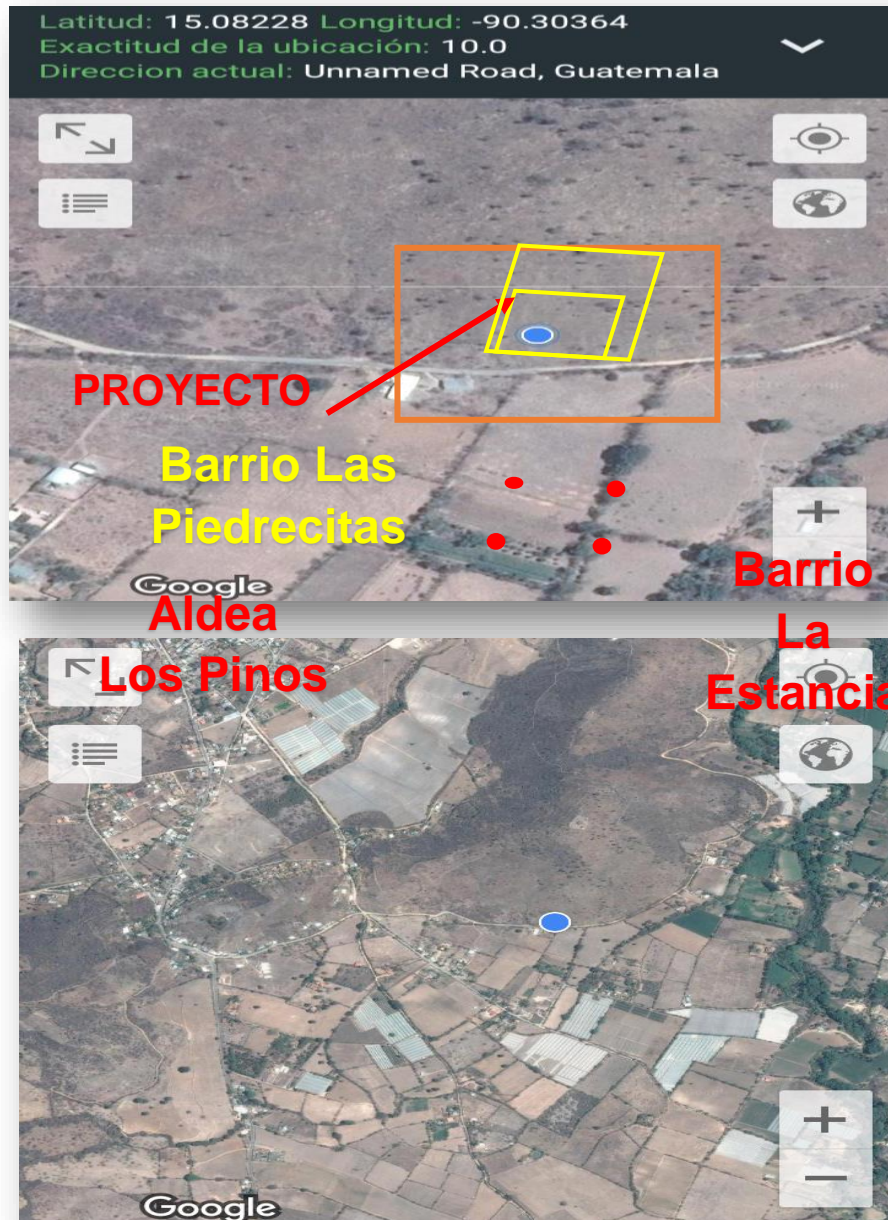 Latitud: 15.08228 Longitud: -90.30364
Exactitud de la ubicación: 10.0
Direccion actual: Unnamed Road, Guatemala
PROYECTO
Barrio Las
Piedrecitas
Google
Aldea
Los Pinos
Barrio
La
Estancia
Google